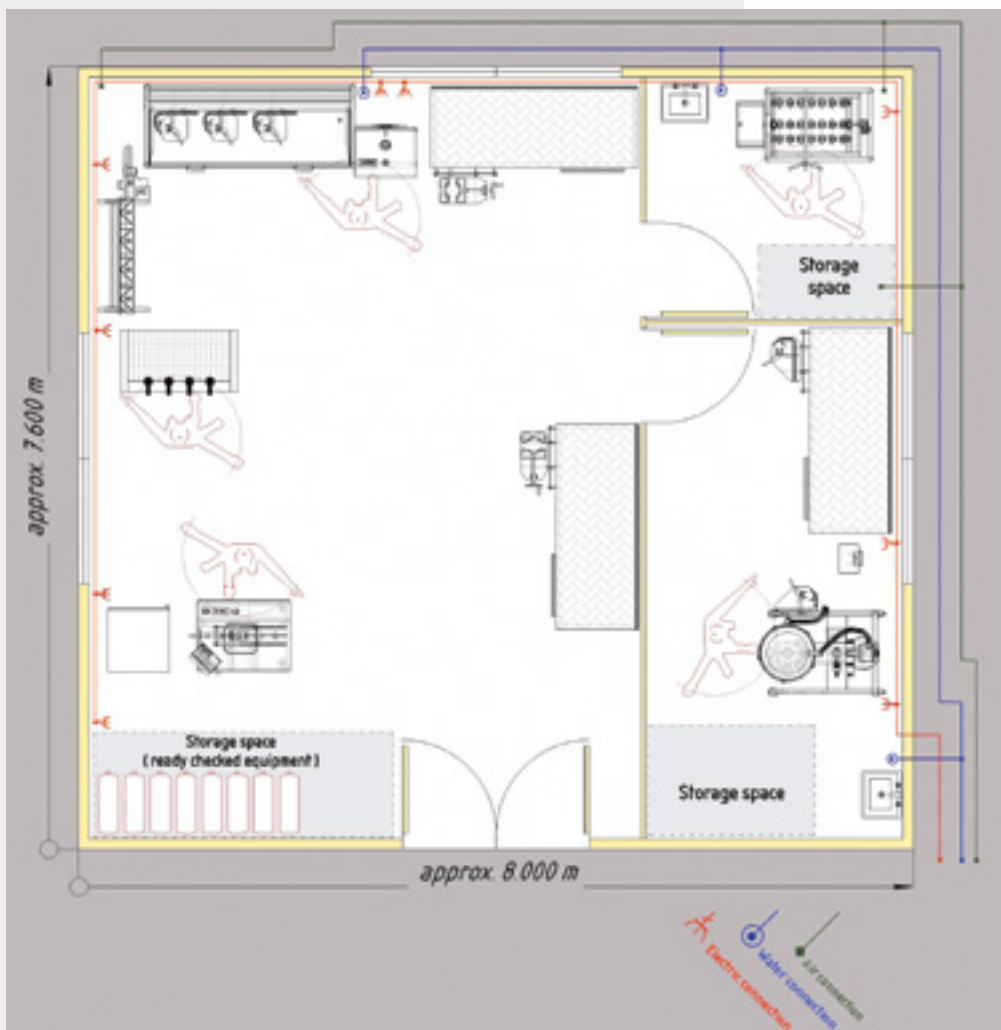 Storage
space
approx. 7.600 m
Storage space
( ready checked equipment )
Storage space
approx. 8.000 m
Electric connection
Water connection
Air connection